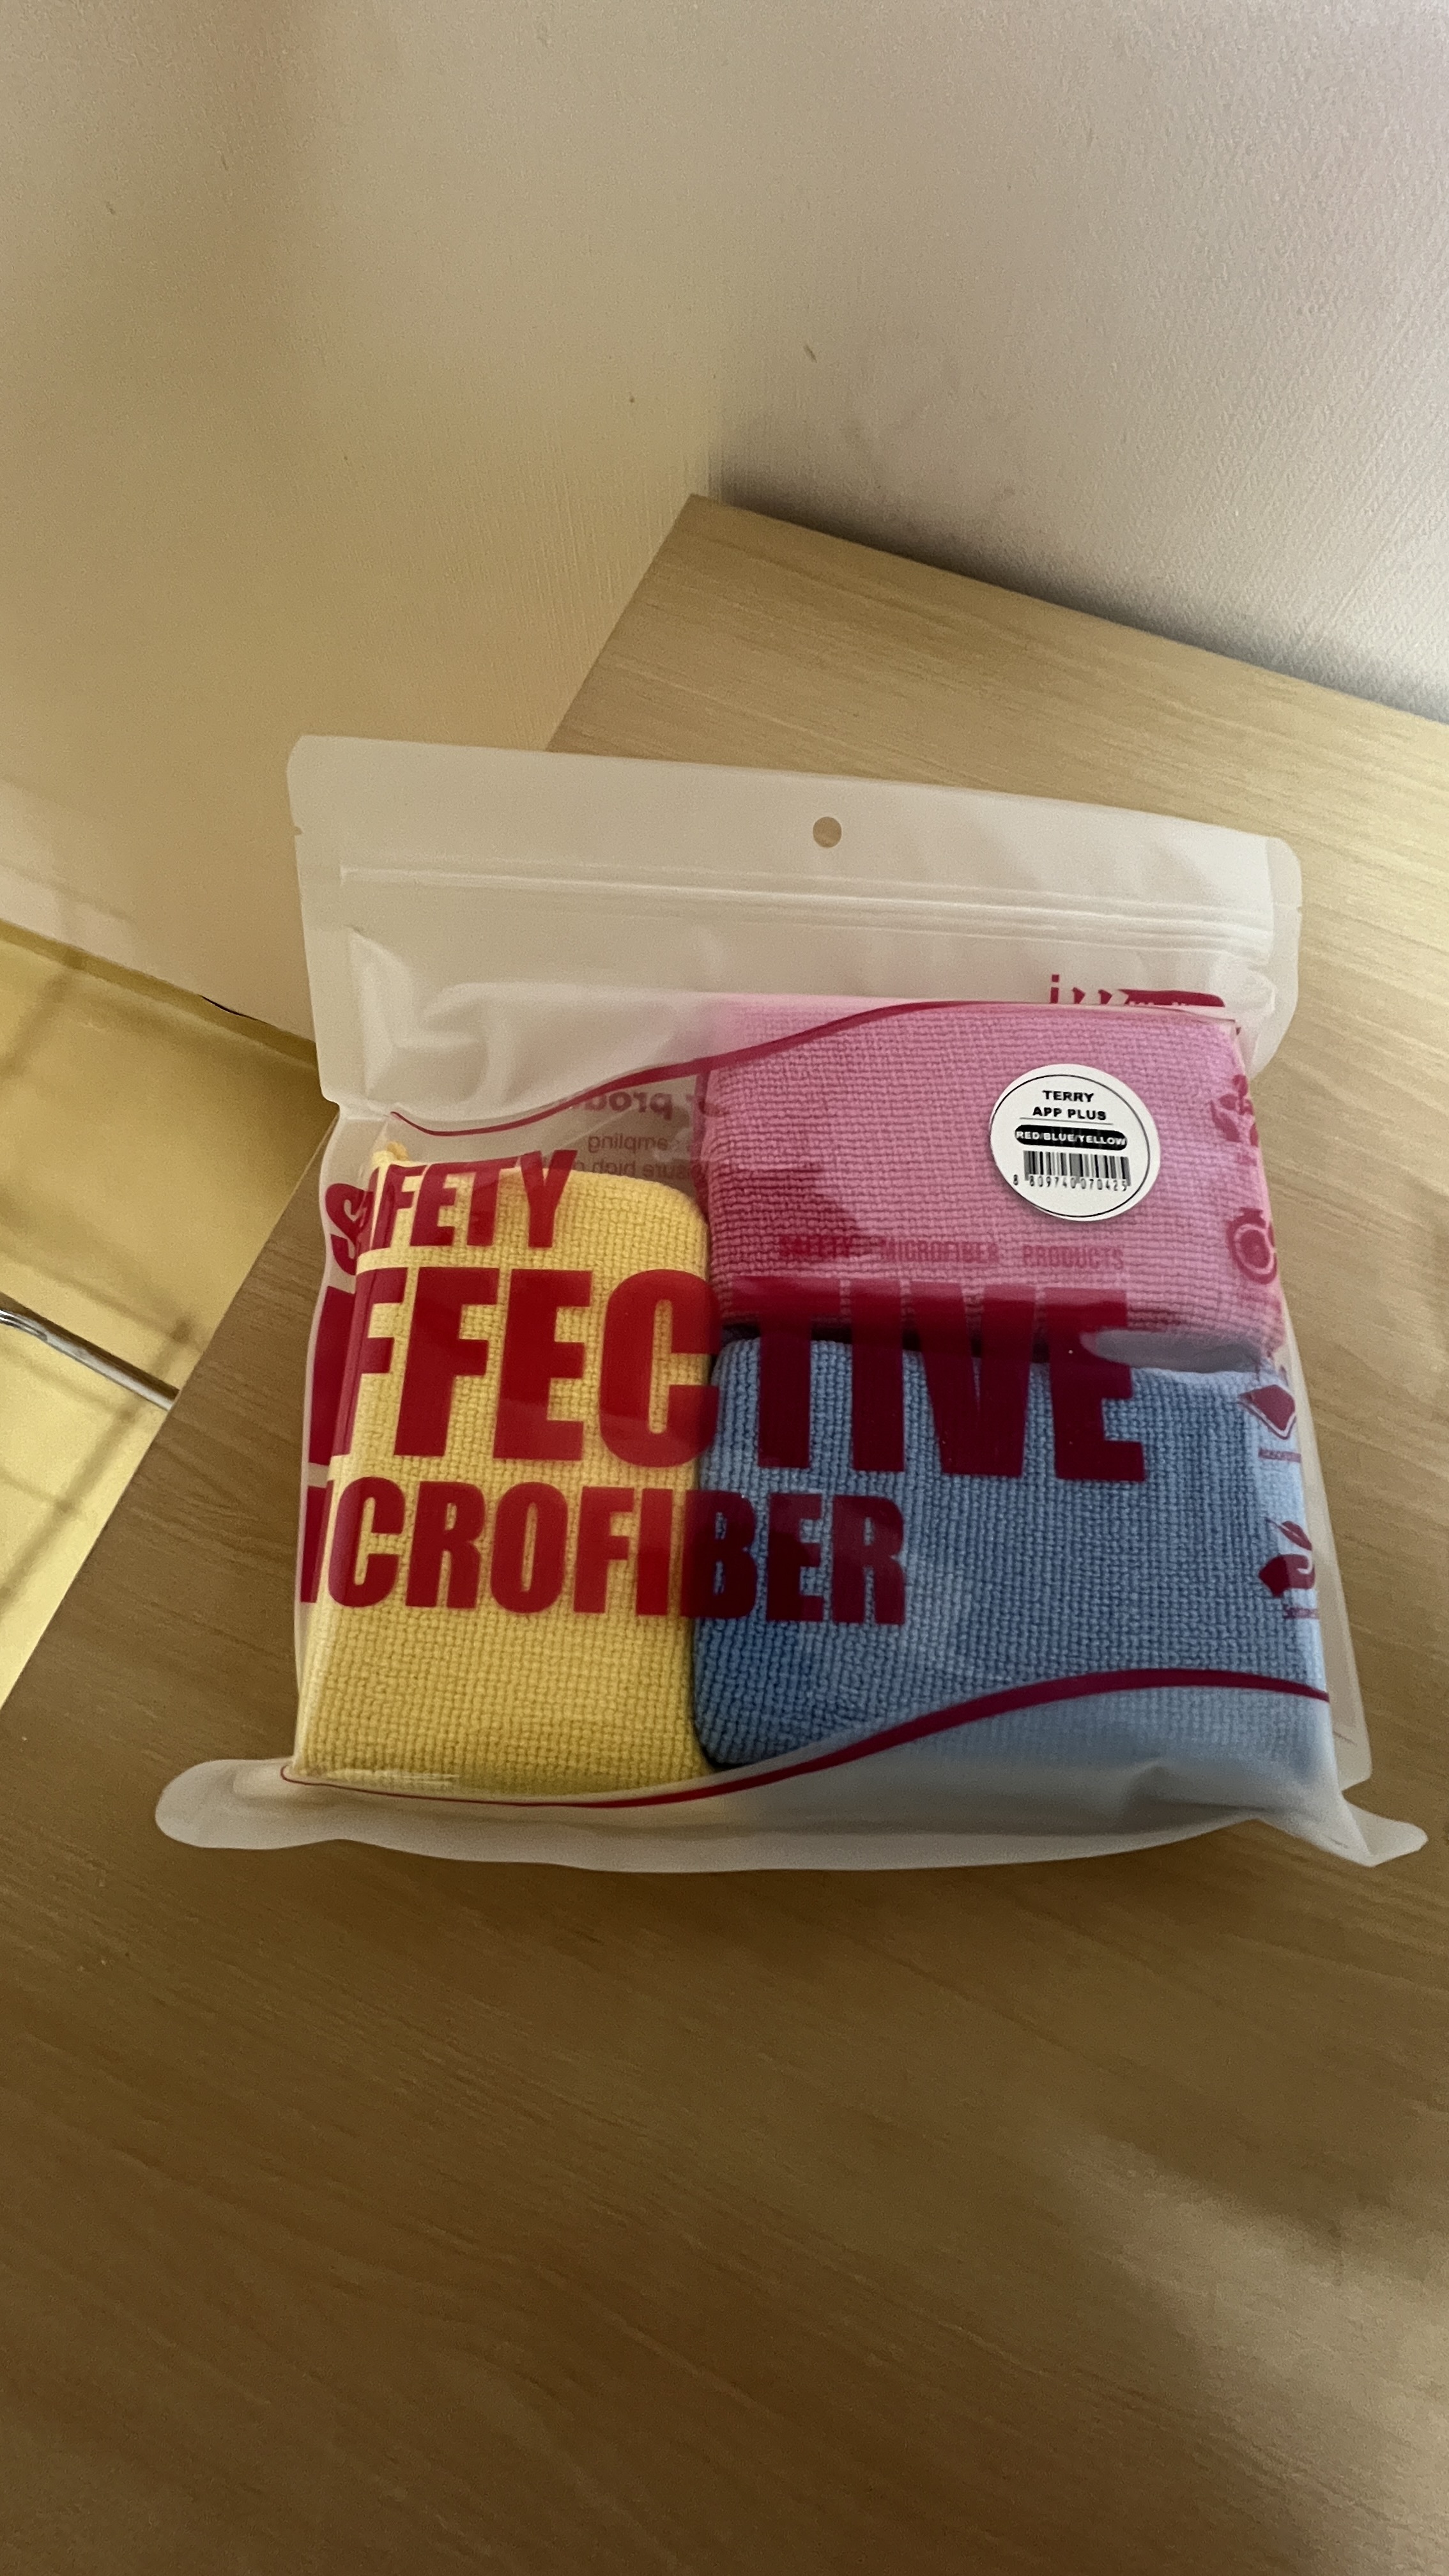 TERRY
APP PLUS
RED/BLUE/YELLOW
8 809740 070425
SAFETY
SAFETY MICROFIBER PRODUCTS
EFFECTIVE
MICROFIBER